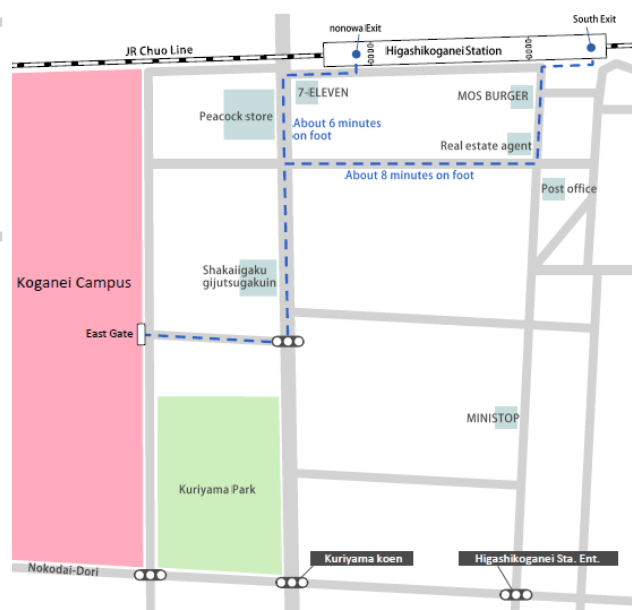 South Exit
nonowa Exit
JR Chuo Line
Higashikoganei Station
7-ELEVEN
MOS BURGER
Peacock store
About 6 minutes
on foot
Real estate agent
About 8 minutes on foot
Post office
Shakaiigaku
gijutsugakuin
Koganei Campus
East Gate
MINISTOP
Kuriyama Park
Kuriyama koen
Higashikoganei Sta. Ent.
Nokodai-Dori